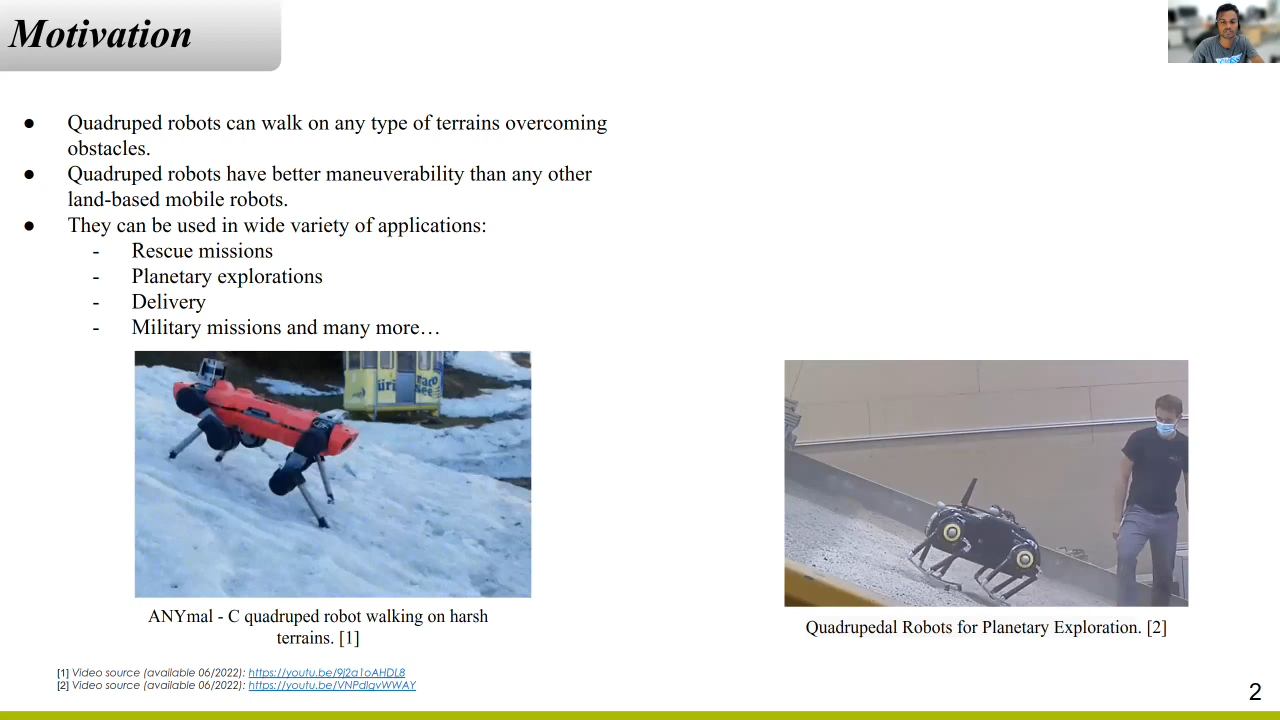 Motivation
● Quadruped robots can walk on any type of terrains overcoming
obstacles.
● Quadruped robots have better maneuverability than any other
land-based mobile robots.
● They can be used in wide variety of applications:
- Rescue missions
- Planetary explorations
- Delivery
- Military missions and many more…
ANYmal - C quadruped robot walking on harsh
terrains. [1]
Quadrupedal Robots for Planetary Exploration. [2]
[1] Video source (available 06/2022): https://youtu.be/9j2a1oAHDL8
[2] Video source (available 06/2022): https://youtu.be/VNPdIgvWWAY
2